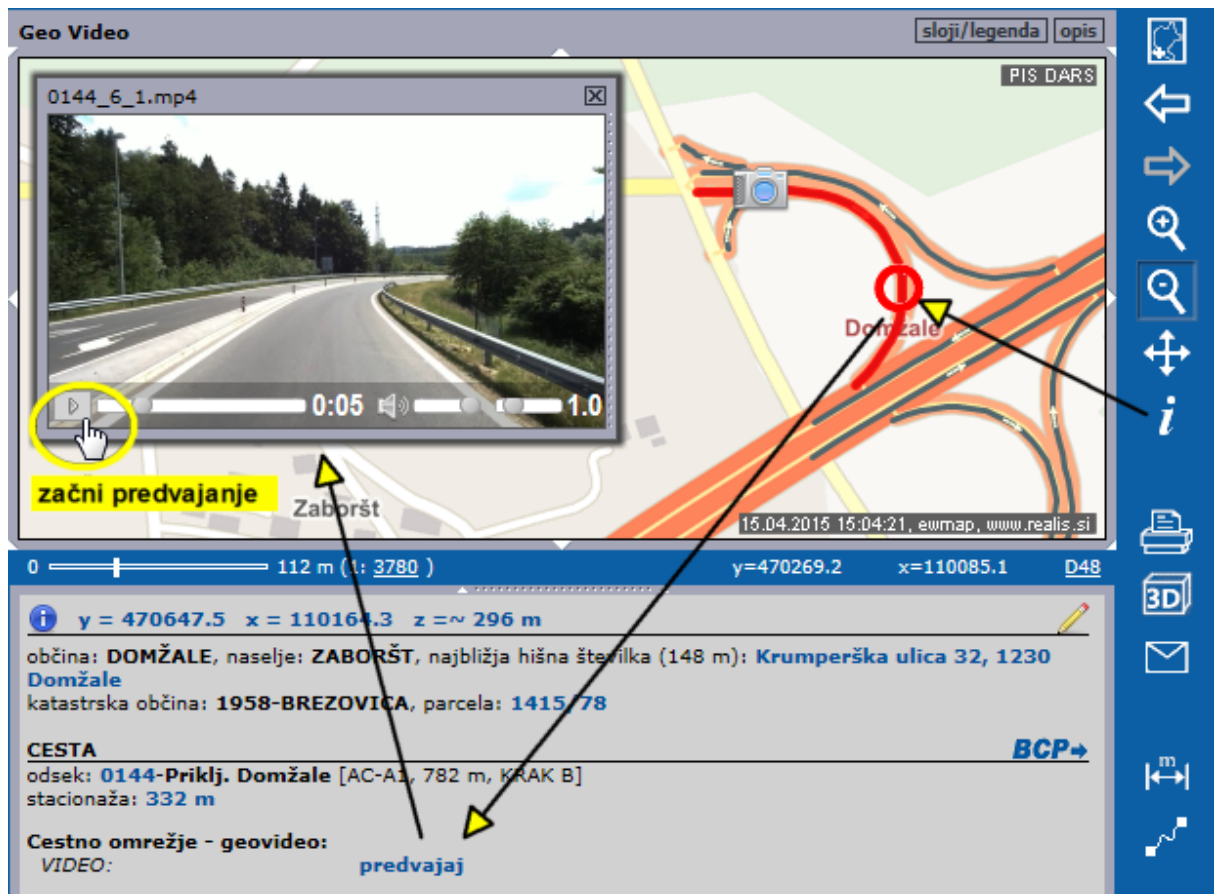 Geo Video
sloji/legenda opis
PIS DARS
0144_6_1.mp4
0:05 1.0
začni predvajanje
Domžale
Zaboršt
15.04.2015 15:04:21, ewmap, www.realis.si
0 112 m (1: 3780 ) y=470269.2 x=110085.1 D48
i
3D
m
i y = 470647.5 x = 110164.3 z =~ 296 m
občina: DOMŽALE, naselje: ZABORŠT, najbližja hišna številka (148 m): Krumperška ulica 32, 1230
Domžale
katastrska občina: 1958-BREZOVICA, parcela: 1415/78
CESTA BCP
odsek: 0144-Priklj. Domžale [AC-A1, 782 m, KRAK B]
stacionaža: 332 m
Cestno omrežje - geovideo:
VIDEO: predvajaj